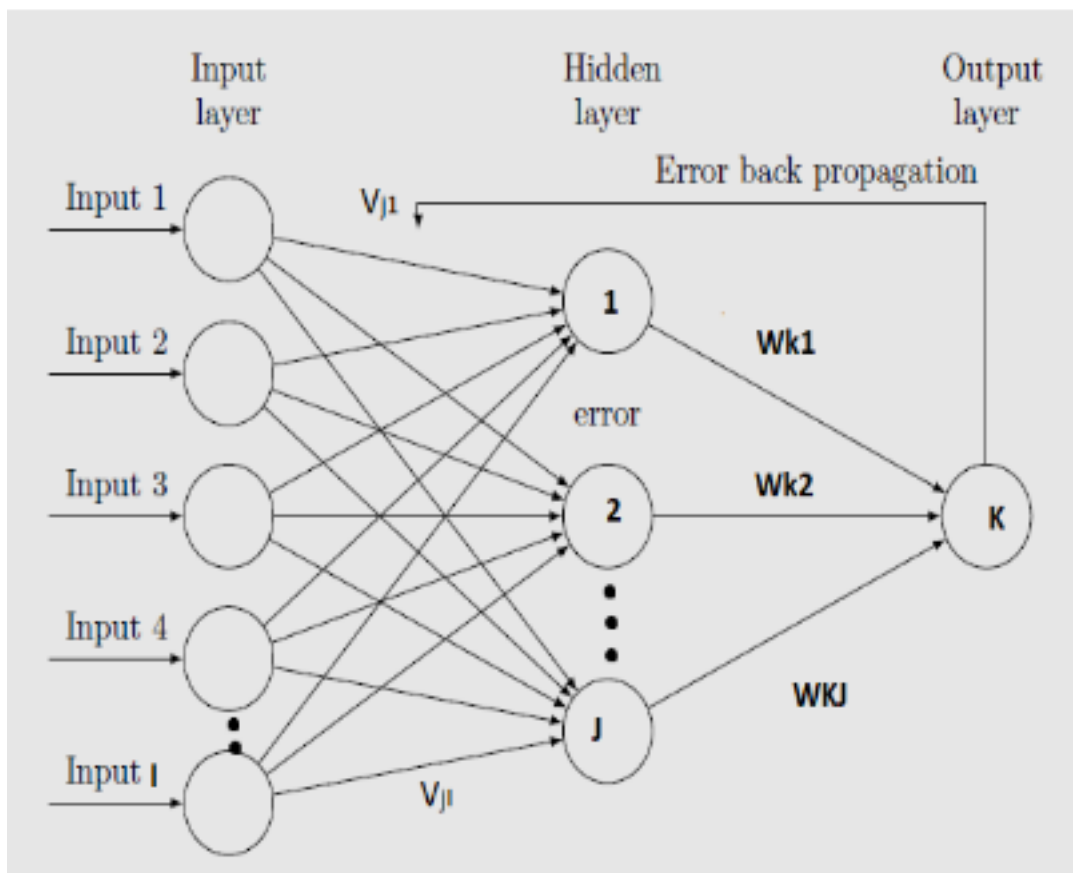 Input
layer
Hidden
layer
Output
layer
Error back propagation
Input 1
Vj1
1
Input 2
Wk1
error
Input 3
2
Wk2
K
Input 4
WKJ
J
Input I
VjI